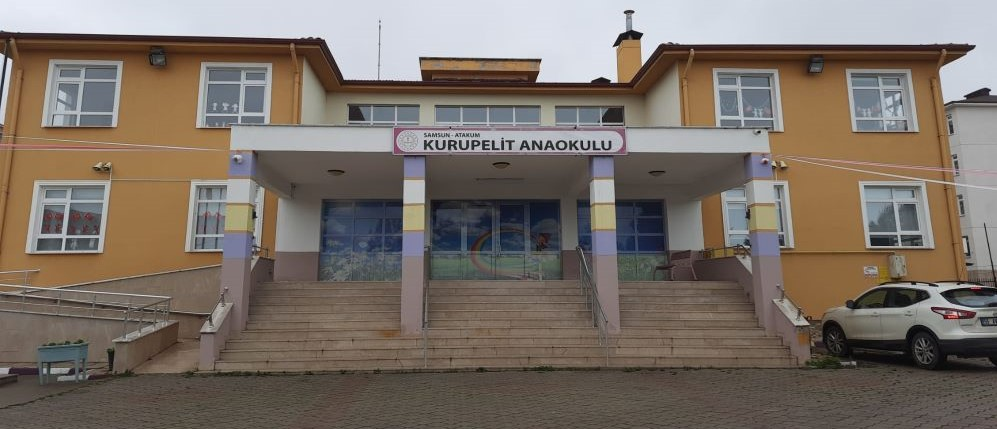 SAMSUN - ATAKUM
KURUPELİT ANAOKULU